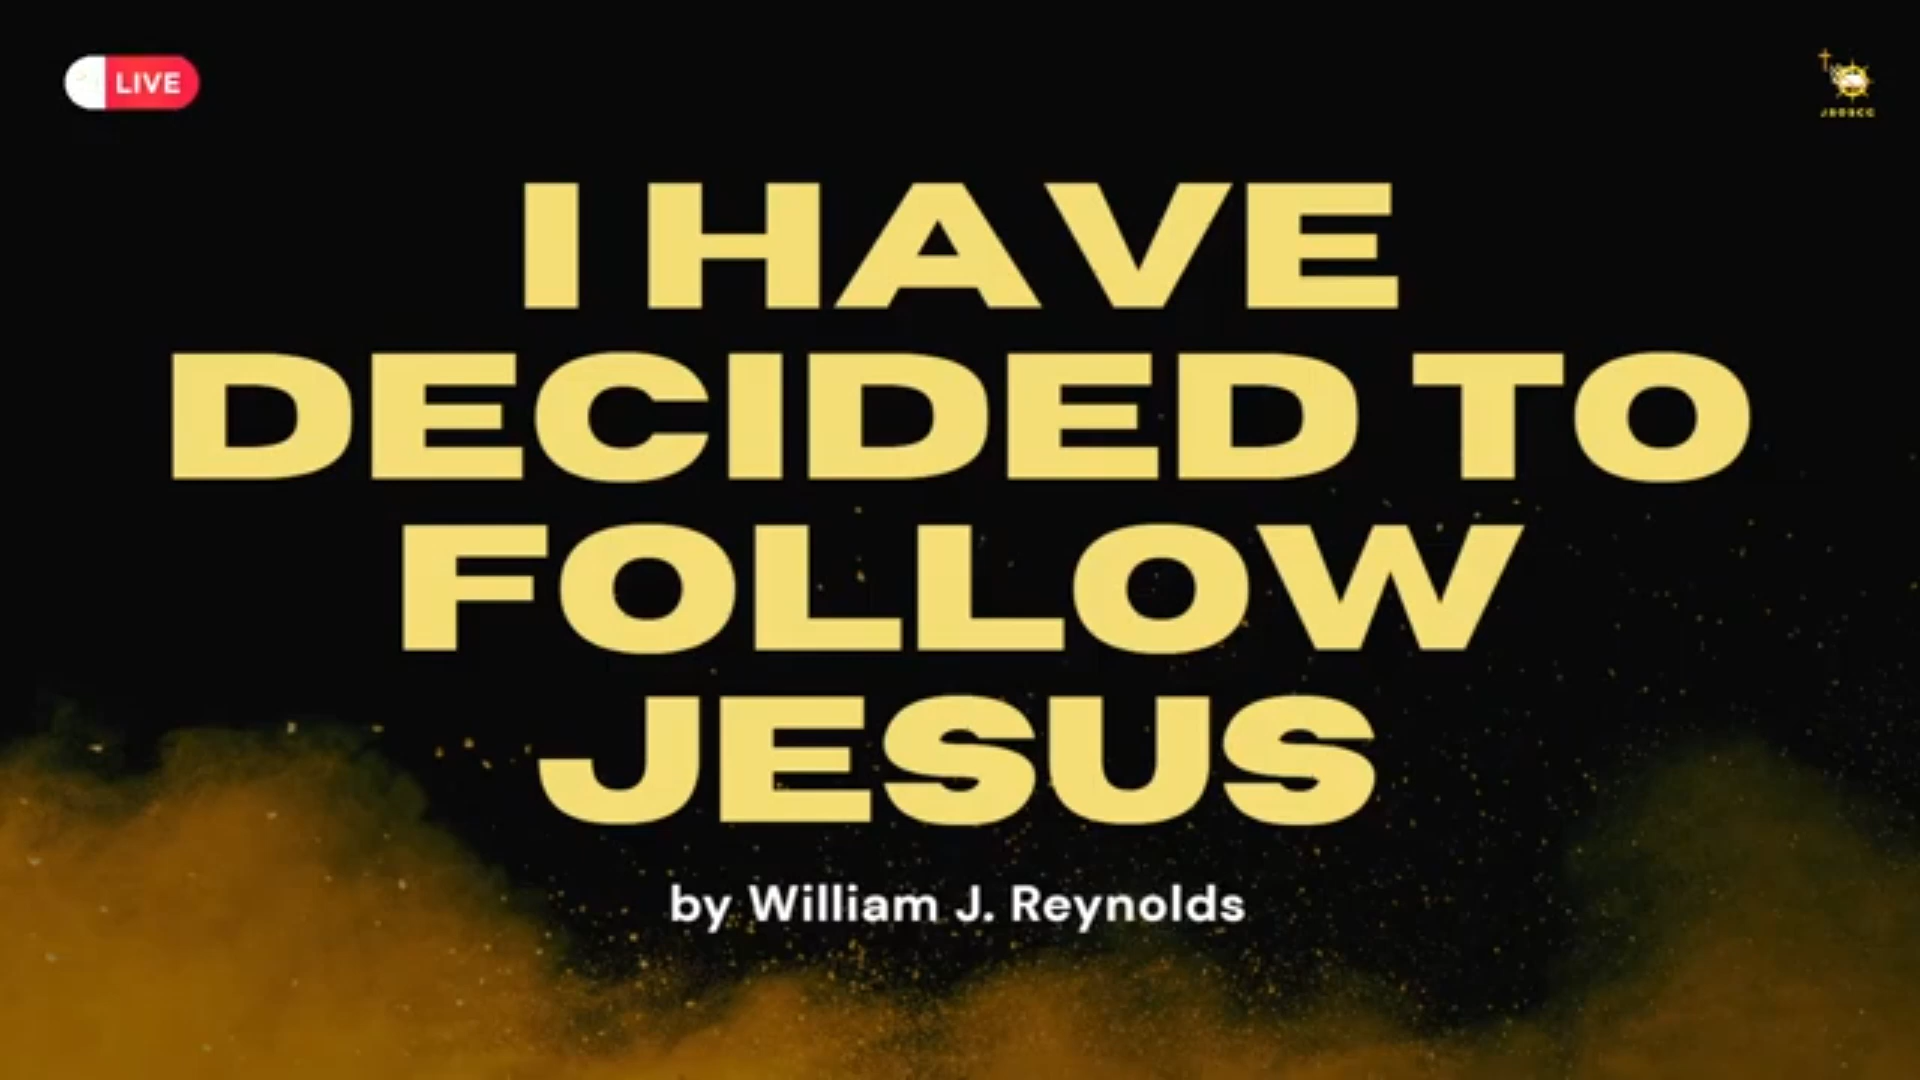 LIVE
I HAVE
DECIDED TO
FOLLOW
JESUS
by William J. Reynolds